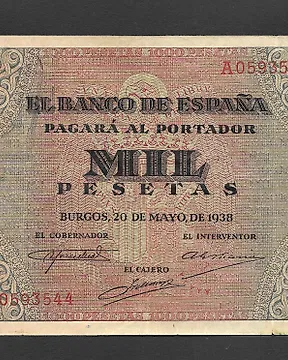 A05935
EL BANCO DE ESPAÑA
PAGARÁ AL PORTADOR
MIL
PESETAS
BURGOS, 20 DE MAYO, DE 1938
EL GOBERNADOR EL INTERVENTOR
EL CAJERO
0593544